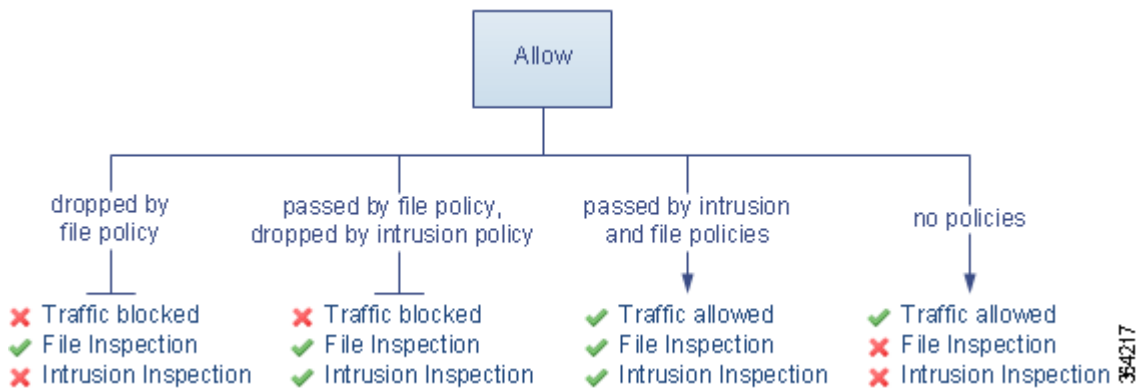 Allow
dropped by
file policy
passed by file policy,
dropped by intrusion policy
passed by intrusion
and file policies
no policies
Traffic blocked
File Inspection
Intrusion Inspection
Traffic blocked
File Inspection
Intrusion Inspection
Traffic allowed
File Inspection
Intrusion Inspection
Traffic allowed
File Inspection
Intrusion Inspection
364217